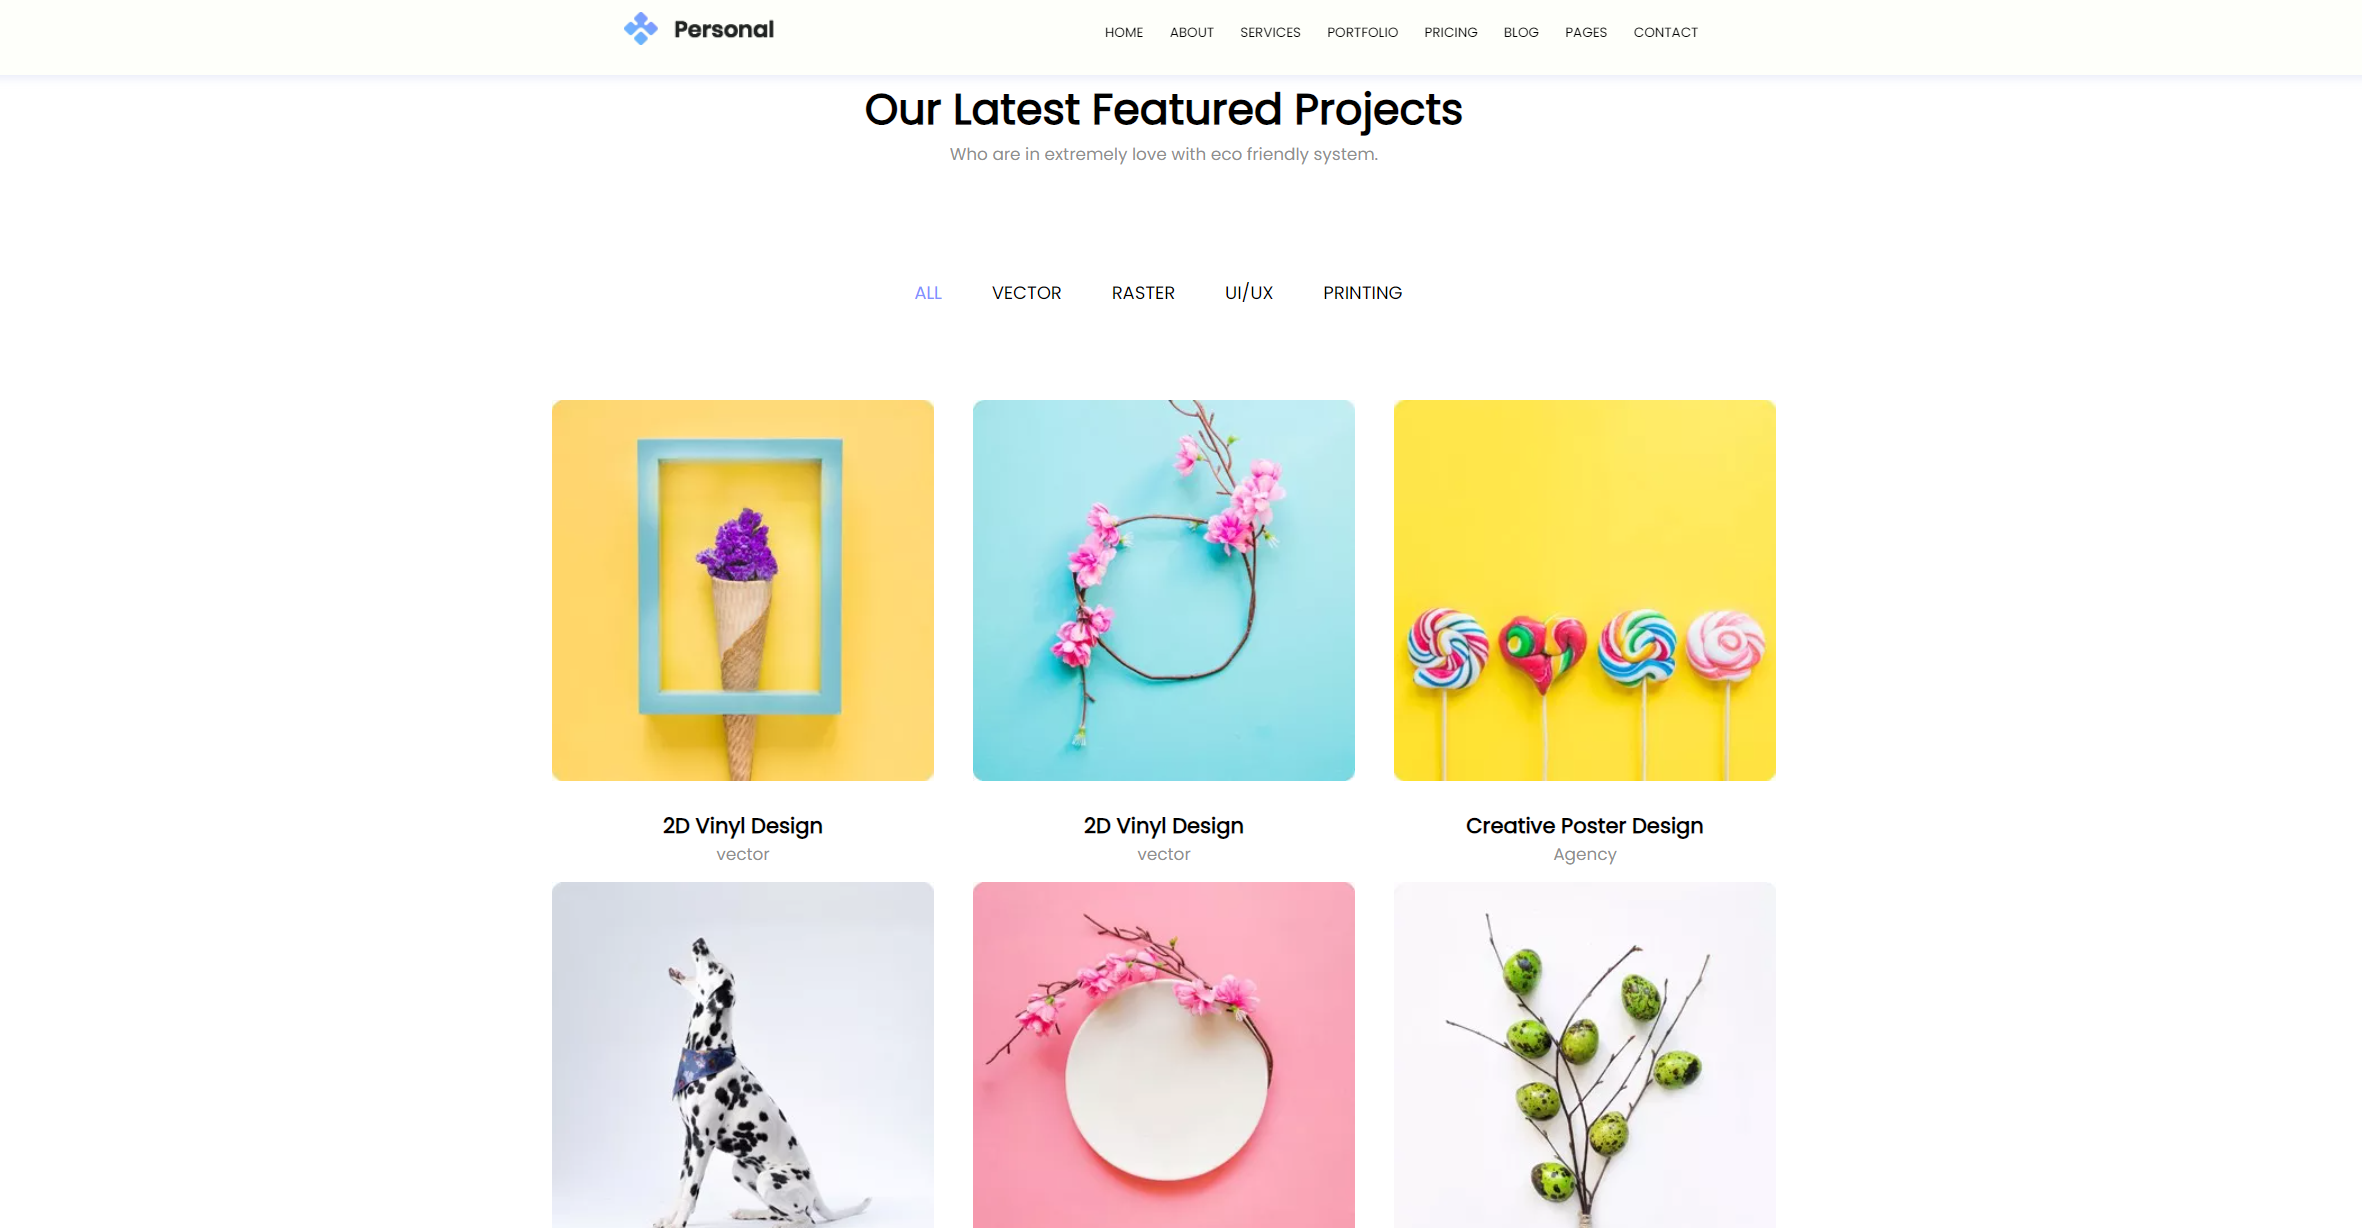 Personal
HOME ABOUT SERVICES PORTFOLIO PRICING BLOG PAGES CONTACT
Our Latest Featured Projects
Who are in extremely love with eco friendly system.
ALL VECTOR RASTER UI/UX PRINTING
2D Vinyl Design
vector
2D Vinyl Design
vector
Creative Poster Design
Agency